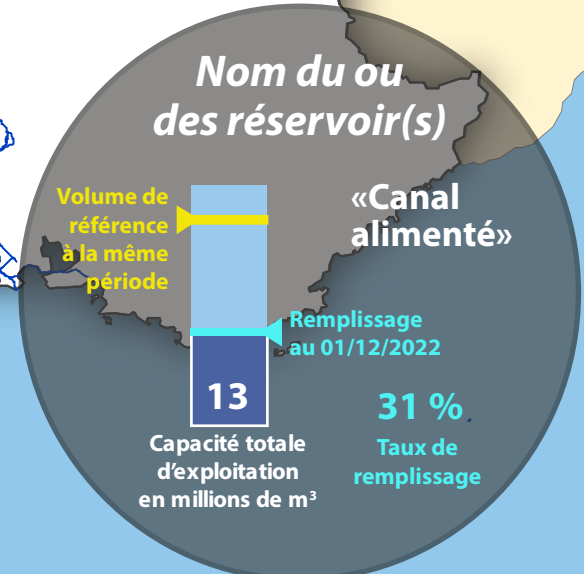 Nom du ou
des réservoir(s)
Volume de
référence
à la même
période
«Canal
alimenté»
Remplissage
au 01/12/2022
13
Capacité totale
d'exploitation
en millions de m³
31 %
Taux de
remplissage